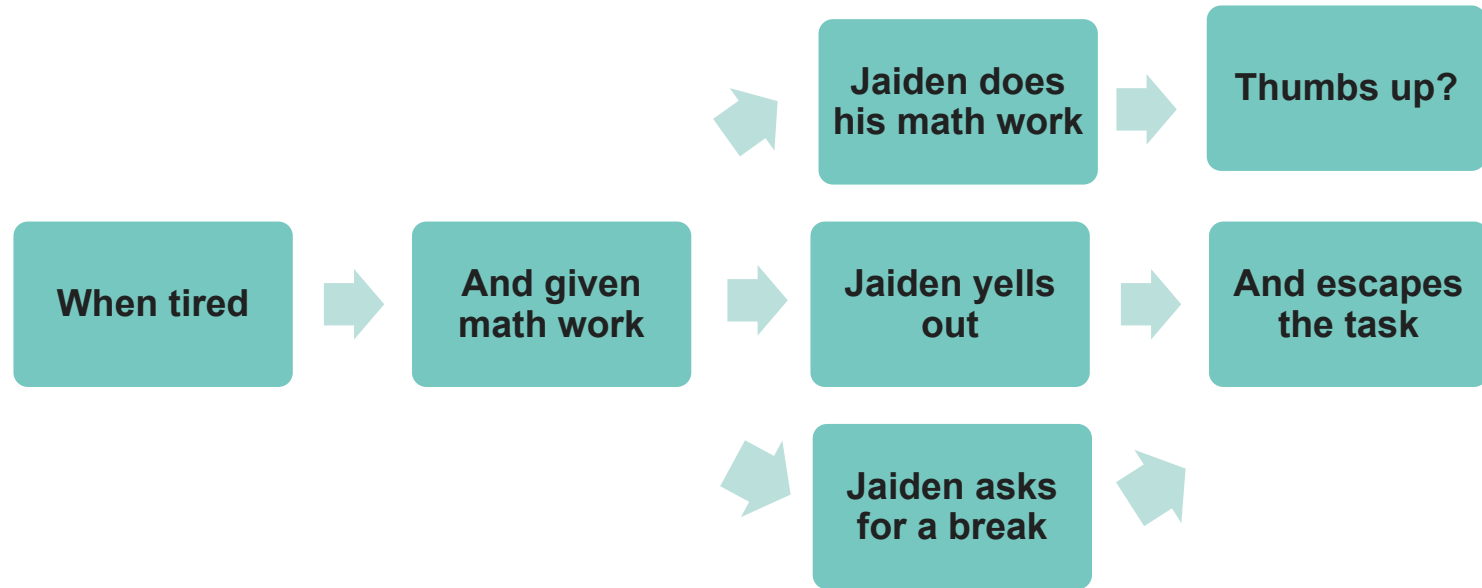 Jaiden does
his math work
Thumbs up?
When tired
And given
math work
Jaiden yells
out
And escapes
the task
Jaiden asks
for a break